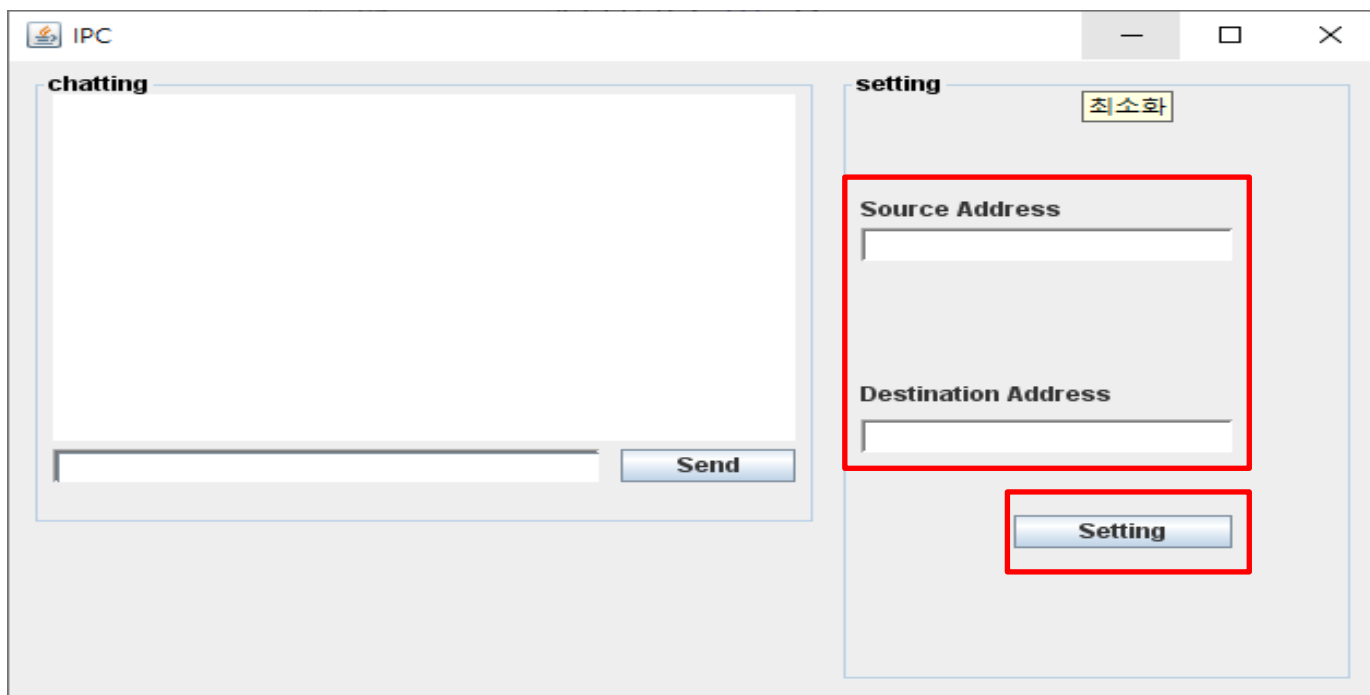 IPC
chatting
Send
setting
최소화
Source Address
Destination Address
Setting